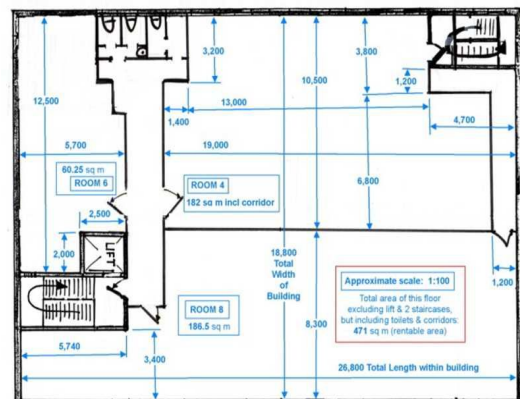 3,200
3,800
12,500
10,500
1,200
13,000
1,400
4,700
5,700
19,000
60.25 sq m
ROOM 6
6,800
ROOM 4
182 sq m incl corridor
2,500
2,000
LIFT
18,800
Total
Width
of
Building
Approximate scale: 1:100
Total area of this floor
excluding lift & 2 staircases,
but including toilets & corridors:
471 sq m (rentable area)
1,200
ROOM 8
186.5 sq m
8,300
5,740
3,400
26,800 Total Length within building